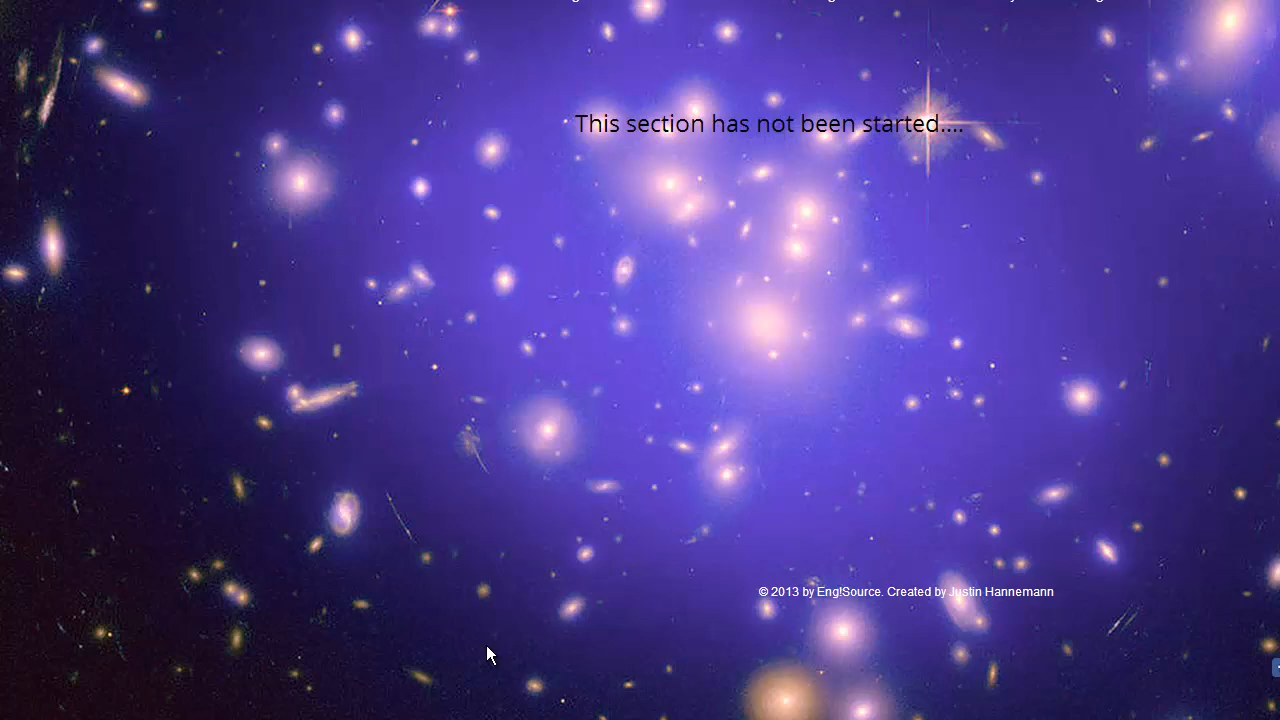 This section has not been started....
© 2013 by Eng!Source. Created by Justin Hannemann